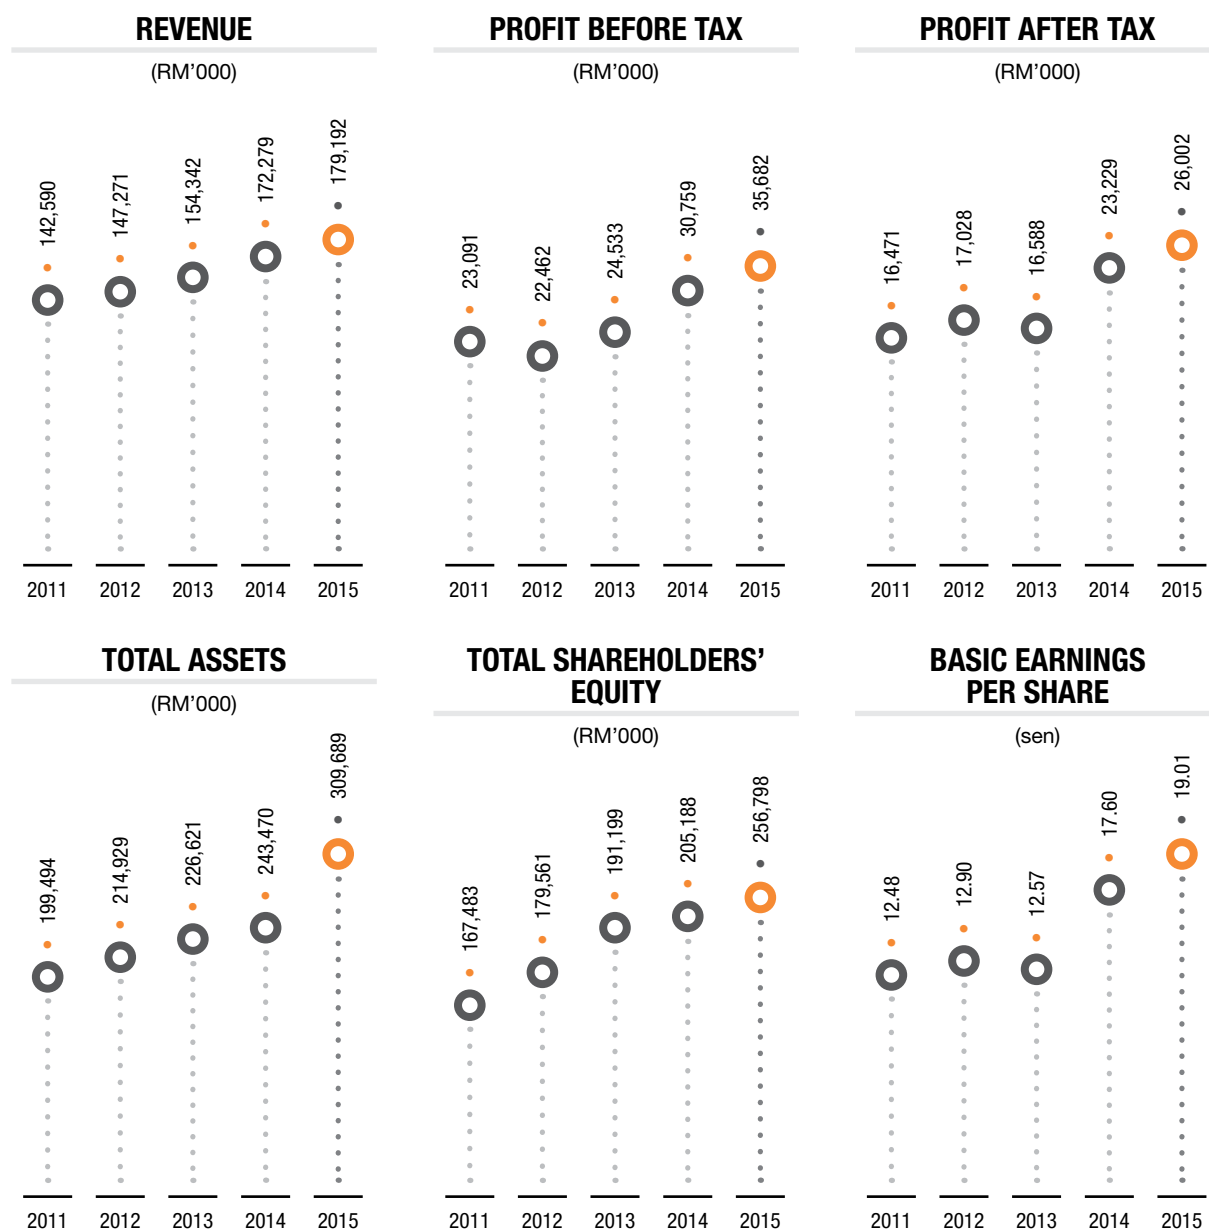 REVENUE
(RM’000)
142,590
147,271
154,342
172,279
179,192
2011 2012 2013 2014 2015
PROFIT BEFORE TAX
(RM’000)
23,091
22,462
24,533
30,759
35,682
2011 2012 2013 2014 2015
PROFIT AFTER TAX
(RM’000)
16,471
17,028
16,588
23,229
26,002
2011 2012 2013 2014 2015
TOTAL ASSETS
(RM’000)
199,494
214,929
226,621
243,470
309,689
2011 2012 2013 2014 2015
TOTAL SHAREHOLDERS’
EQUITY
(RM’000)
167,483
179,561
191,199
205,188
256,798
2011 2012 2013 2014 2015
BASIC EARNINGS
PER SHARE
(sen)
12.48
12.90
12.57
17.60
19.01
2011 2012 2013 2014 2015